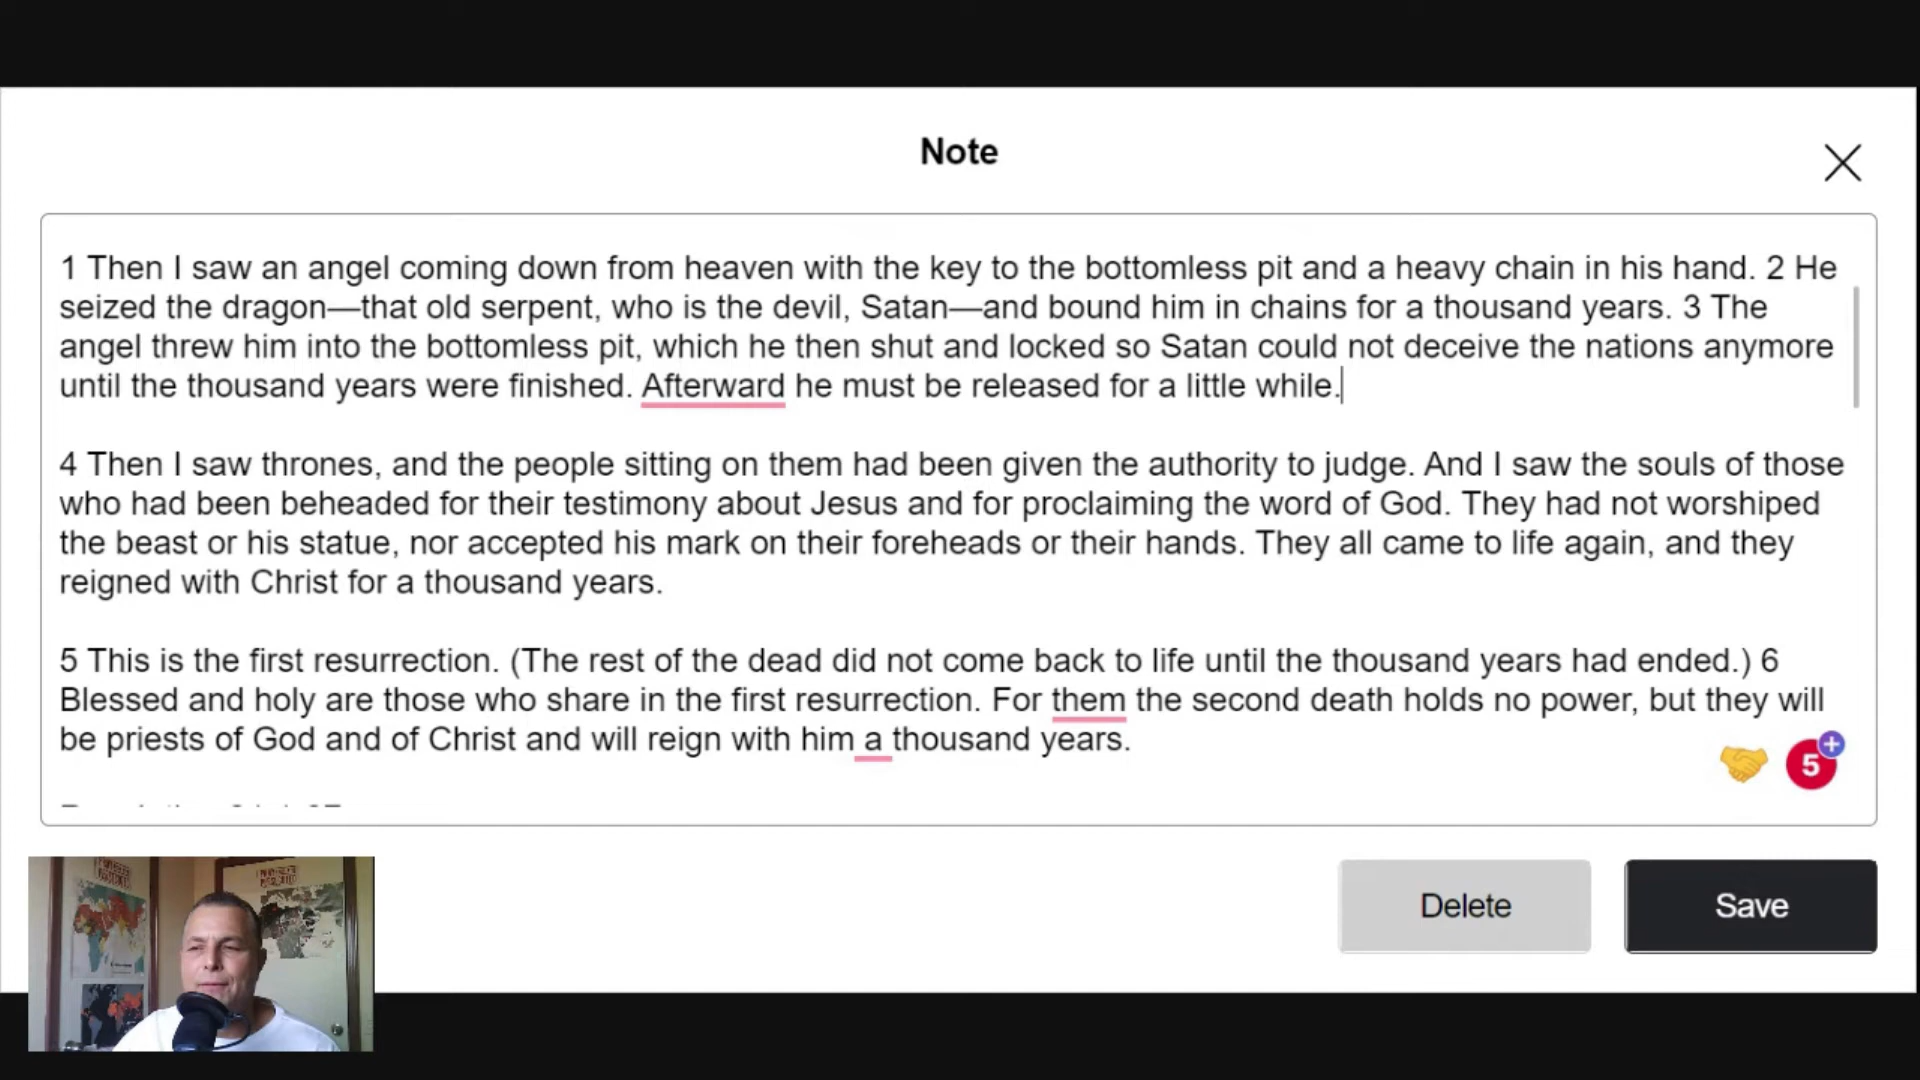 Note
1 Then I saw an angel coming down from heaven with the key to the bottomless pit and a heavy chain in his hand. 2 He
seized the dragon—that old serpent, who is the devil, Satan—and bound him in chains for a thousand years. 3 The
angel threw him into the bottomless pit, which he then shut and locked so Satan could not deceive the nations anymore
until the thousand years were finished. Afterward he must be released for a little while.
4 Then I saw thrones, and the people sitting on them had been given the authority to judge. And I saw the souls of those
who had been beheaded for their testimony about Jesus and for proclaiming the word of God. They had not worshiped
the beast or his statue, nor accepted his mark on their foreheads or their hands. They all came to life again, and they
reigned with Christ for a thousand years.
5 This is the first resurrection. (The rest of the dead did not come back to life until the thousand years had ended.) 6
Blessed and holy are those who share in the first resurrection. For them the second death holds no power, but they will
be priests of God and of Christ and will reign with him a thousand years.
5
Delete
Save